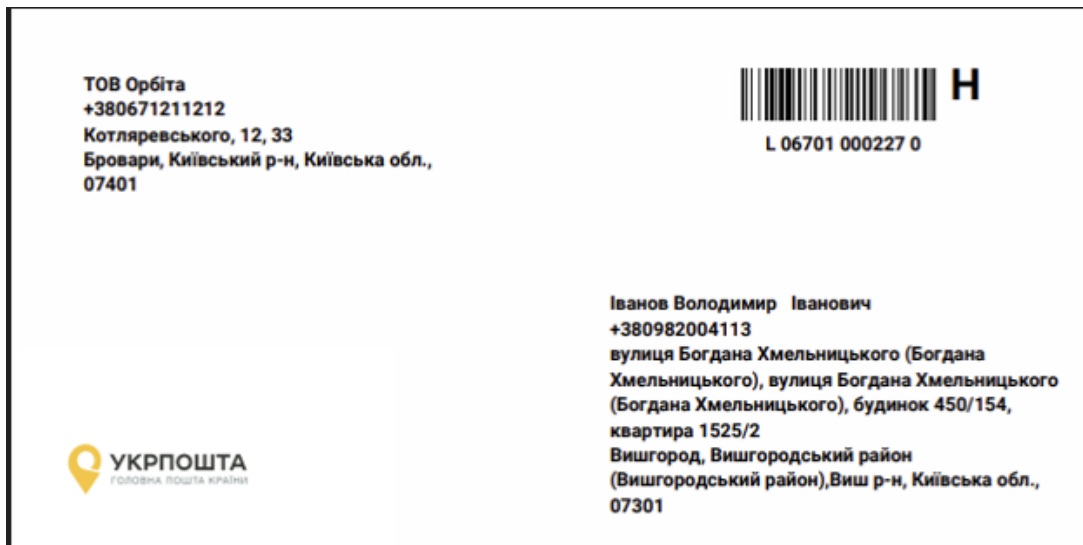 ТОВ Орбіта
+380671211212
Котляревського, 12, 33
Бровари, Київський р-н, Київська обл.,
07401
H
L 06701 000227 0
Іванов Володимир   Іванович
+380982004113
вулиця Богдана Хмельницького (Богдана
Хмельницького), вулиця Богдана Хмельницького
(Богдана Хмельницького), будинок 450/154,
квартира 1525/2
Вишгород, Вишгородський район
(Вишгородський район),Виш р-н, Київська обл.,
07301
УКРПОШТА
ГОЛОВНА ПОШТА КРАЇНИ